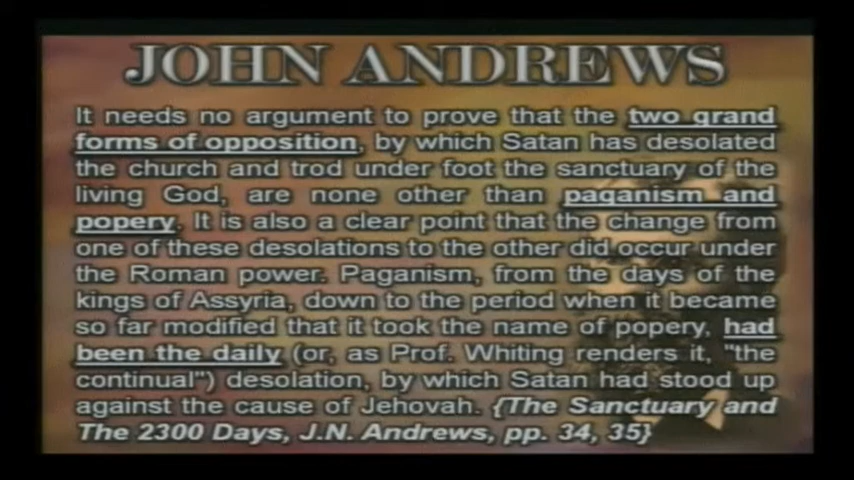 JOHN ANDREWS
It needs no argument to prove that the two grand
forms of opposition, by which Satan has desolated
the church and trod under foot the sanctuary of the
living God, are none other than paganism and
popery. It is also a clear point that the change from
one of these desolations to the other did occur under
the Roman power. Paganism, from the days of the
kings of Assyria, down to the period when it became
so far modified that it took the name of popery, had
been the daily (or, as Prof. Whiting renders it, "the
continual") desolation, by which Satan had stood up
against the cause of Jehovah. {The Sanctuary and
The 2300 Days, J.N. Andrews, pp. 34, 35}